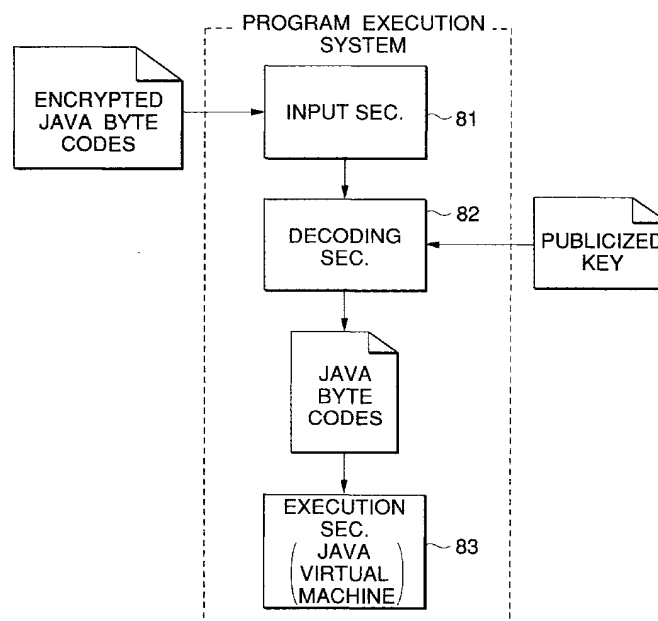 PROGRAM EXECUTION
SYSTEM
ENCRYPTED
JAVA BYTE
CODES
INPUT SEC.
81
82
DECODING
SEC.
PUBLICIZED
KEY
JAVA
BYTE
CODES
EXECUTION
SEC.
(JAVA
VIRTUAL
MACHINE)
83